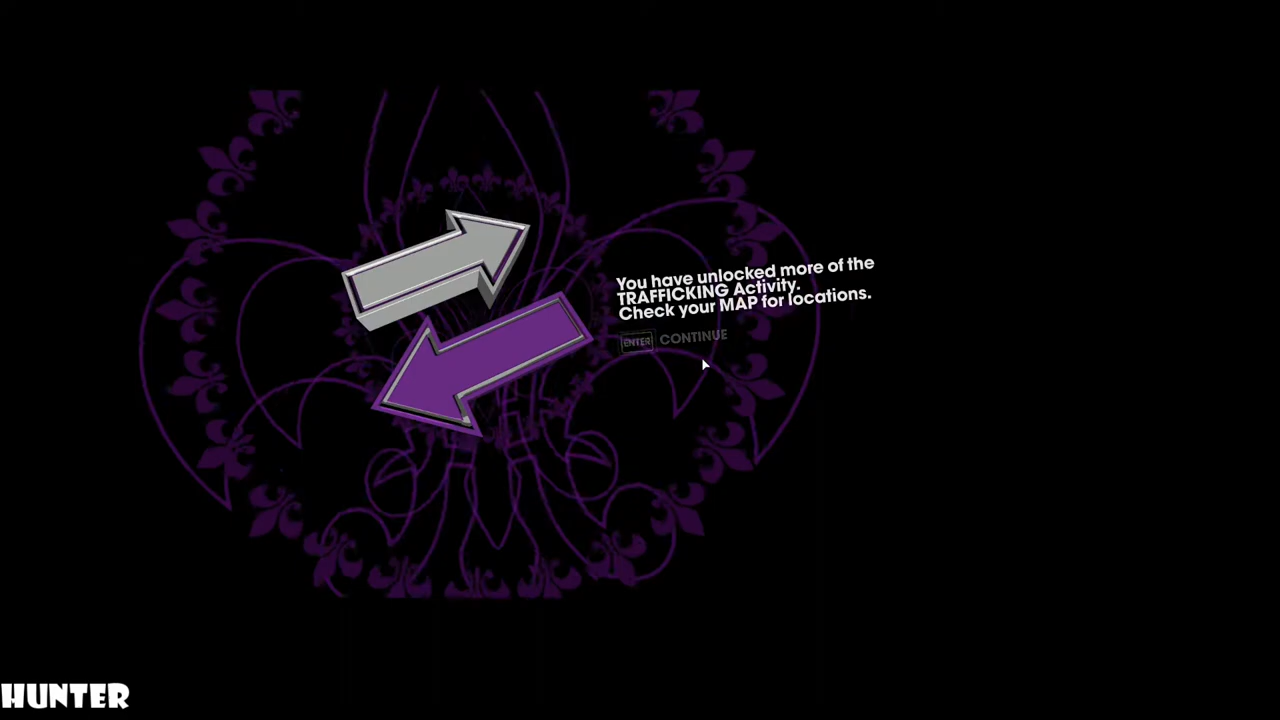 You have unlocked more of the
TRAFFICKING Activity.
Check your MAP for locations.
ENTER CONTINUE
HUNTER